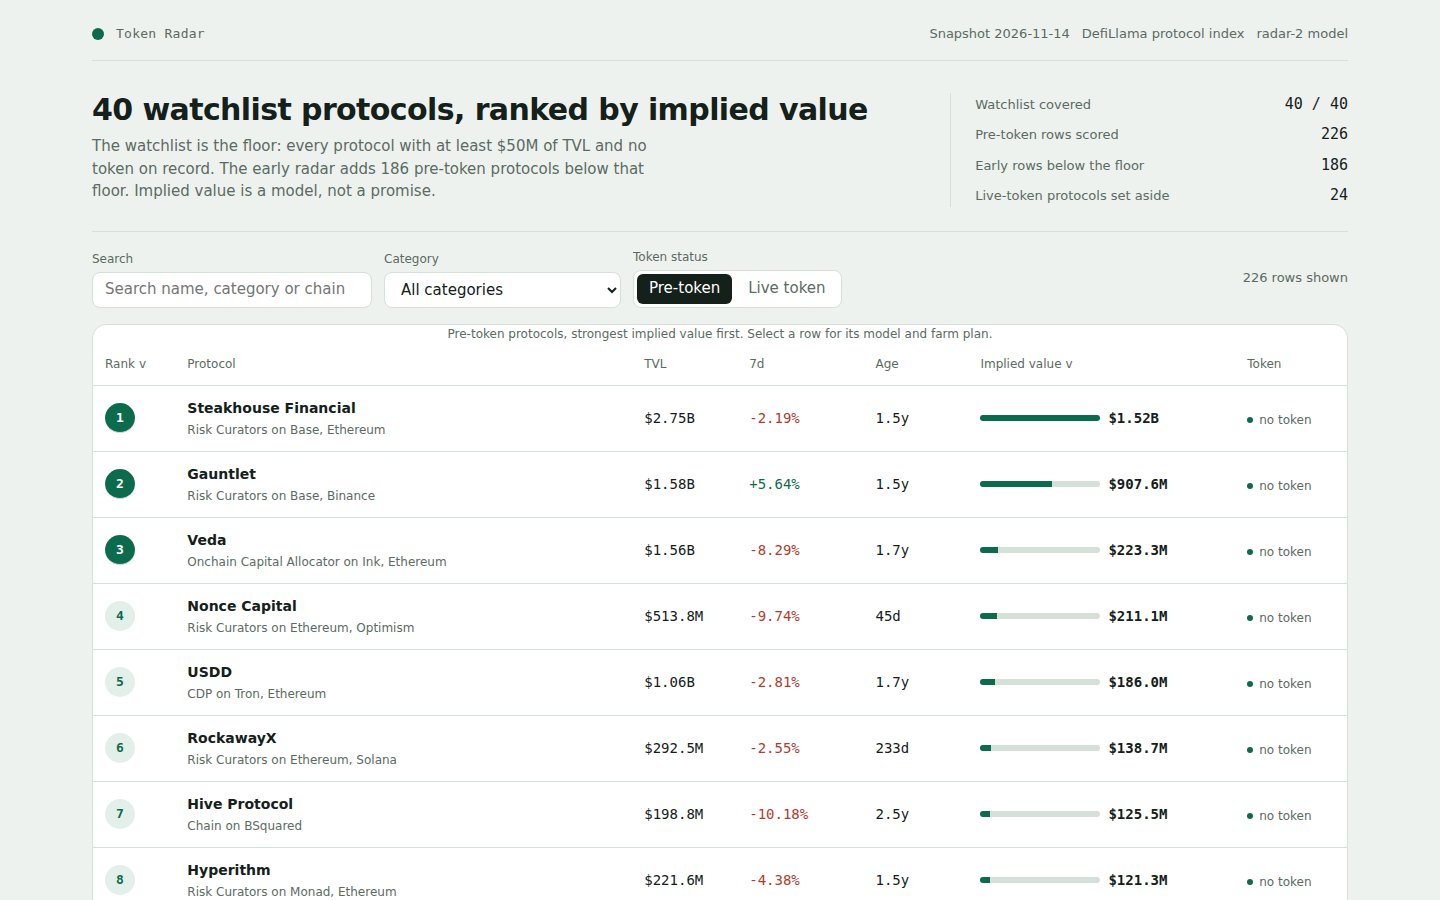 Token Radar
Snapshot 2026-11-14 DefiLlama protocol index radar-2 model
40 watchlist protocols, ranked by implied value
The watchlist is the floor: every protocol with at least $50M of TVL and no
token on record. The early radar adds 186 pre-token protocols below that
floor. Implied value is a model, not a promise.
Watchlist covered 40 / 40
Pre-token rows scored 226
Early rows below the floor 186
Live-token protocols set aside 24
Search
Search name, category or chain
Category
All categories
Token status
Pre-token Live token
226 rows shown
Pre-token protocols, strongest implied value first. Select a row for its model and farm plan.
Rank v Protocol TVL 7d Age Implied value v Token
1 Steakhouse Financial $2.75B -2.19% 1.5y $1.52B no token
Risk Curators on Base, Ethereum
2 Gauntlet $1.58B +5.64% 1.5y $907.6M no token
Risk Curators on Base, Binance
3 Veda $1.56B -8.29% 1.7y $223.3M no token
Onchain Capital Allocator on Ink, Ethereum
4 Nonce Capital $513.8M -9.74% 45d $211.1M no token
Risk Curators on Ethereum, Optimism
5 USDD $1.06B -2.81% 1.7y $186.0M no token
CDP on Tron, Ethereum
6 RockawayX $292.5M -2.55% 233d $138.7M no token
Risk Curators on Ethereum, Solana
7 Hive Protocol $198.8M -10.18% 2.5y $125.5M no token
Chain on BSquared
8 Hyperithm $221.6M -4.38% 1.5y $121.3M no token
Risk Curators on Monad, Ethereum